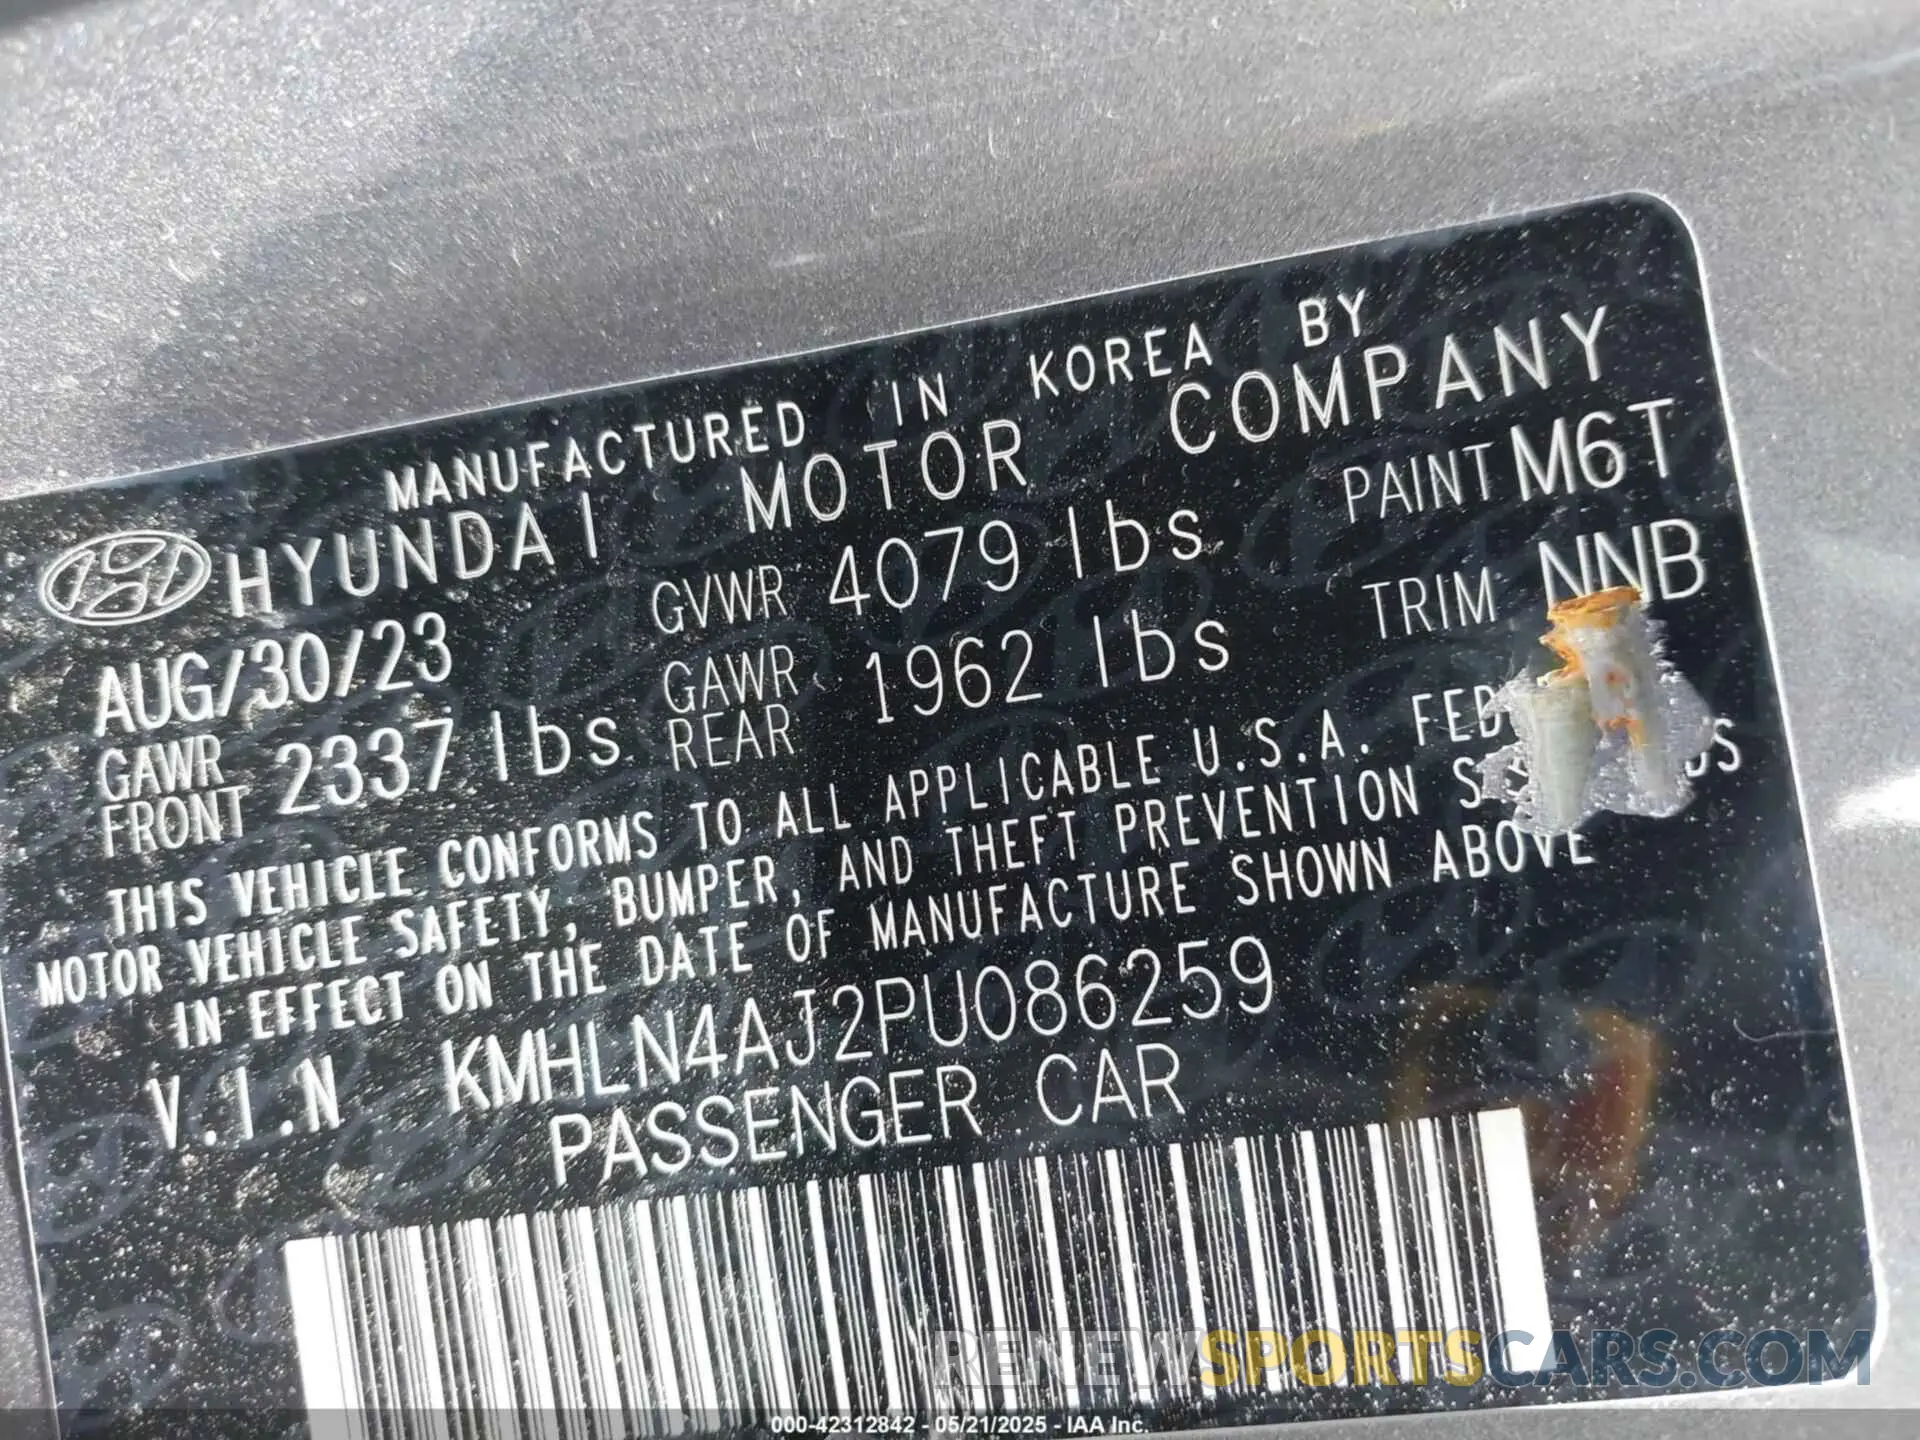 MANUFACTURED IN KOREA BY
HYUNDAI MOTOR COMPANY
AUG/30/23 GVWR 4079 lbs PAINT M6T
GAWR FRONT 2337 lbs GAWR REAR 1962 lbs TRIM NNB
THIS VEHICLE CONFORMS TO ALL APPLICABLE U.S.A.
MOTOR VEHICLE SAFETY, BUMPER, AND THEFT PREVENTION
IN EFFECT ON THE DATE OF MANUFACTURE SHOWN ABOVE
V.I.N KMHLN4AJ2PU086259
PASSENGER CAR
RENEWSPORTSCARS.COM
000-42312842 - 05/21/2025 - IAA Inc.